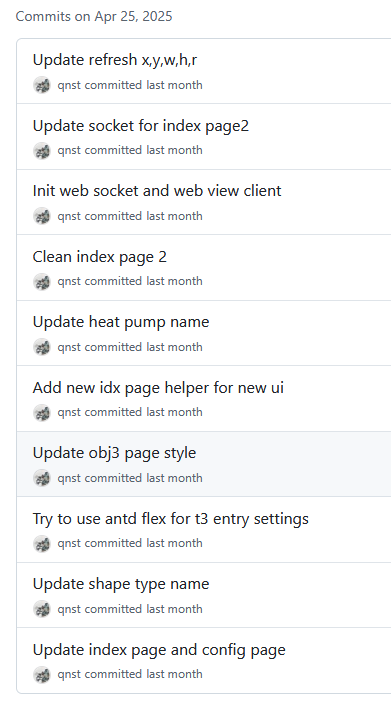 Commits on Apr 25, 2025
Update refresh x,y,w,h,r
qnst committed last month
Update socket for index page2
qnst committed last month
Init web socket and web view client
qnst committed last month
Clean index page 2
qnst committed last month
Update heat pump name
qnst committed last month
Add new idx page helper for new ui
qnst committed last month
Update obj3 page style
qnst committed last month
Try to use antd flex for t3 entry settings
qnst committed last month
Update shape type name
qnst committed last month
Update index page and config page
qnst committed last month